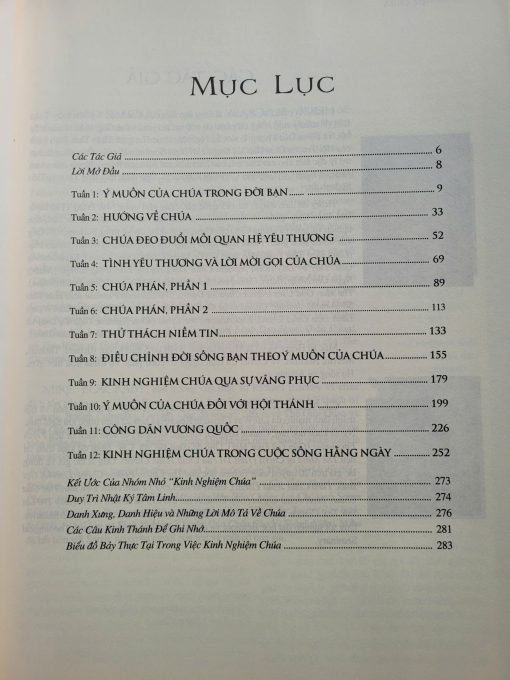 MỤC LỤC
Các Tác Giả 6
Lời Mở Đầu 8
Tuần 1: Ý MUỐN CỦA CHÚA TRONG ĐỜI BẠN 9
Tuần 2: HƯỚNG VỀ CHÚA 33
Tuần 3: CHÚA ĐEO ĐUỔI MỐI QUAN HỆ YÊU THƯƠNG 52
Tuần 4: TÌNH YÊU THƯƠNG VÀ LỜI MỜI GỌI CỦA CHÚA 69
Tuần 5: CHÚA PHÁN, PHẦN 1 89
Tuần 6: CHÚA PHÁN, PHẦN 2 113
Tuần 7: THỬ THÁCH NIỀM TIN 133
Tuần 8: ĐIỀU CHỈNH ĐỜI SỐNG BẠN THEO Ý MUỐN CỦA CHÚA 155
Tuần 9: KINH NGHIỆM CHÚA QUA SỰ VÂNG PHỤC 179
Tuần 10: Ý MUỐN CỦA CHÚA ĐỐI VỚI HỘI THÁNH 199
Tuần 11: CÔNG DÂN VƯƠNG QUỐC 226
Tuần 12: KINH NGHIỆM CHÚA TRONG CUỘC SỐNG HẰNG NGÀY 252
Kết Ước Của Nhóm Nhỏ “Kinh Nghiệm Chúa” 273
Duy Trì Nhật Ký Tâm Linh 274
Danh Xưng, Danh Hiệu và Những Lời Mô Tả Về Chúa 276
Các Câu Kinh Thánh Để Ghi Nhớ 281
Biểu đồ Bảy Thực Tại Trong Việc Kinh Nghiệm Chúa 283